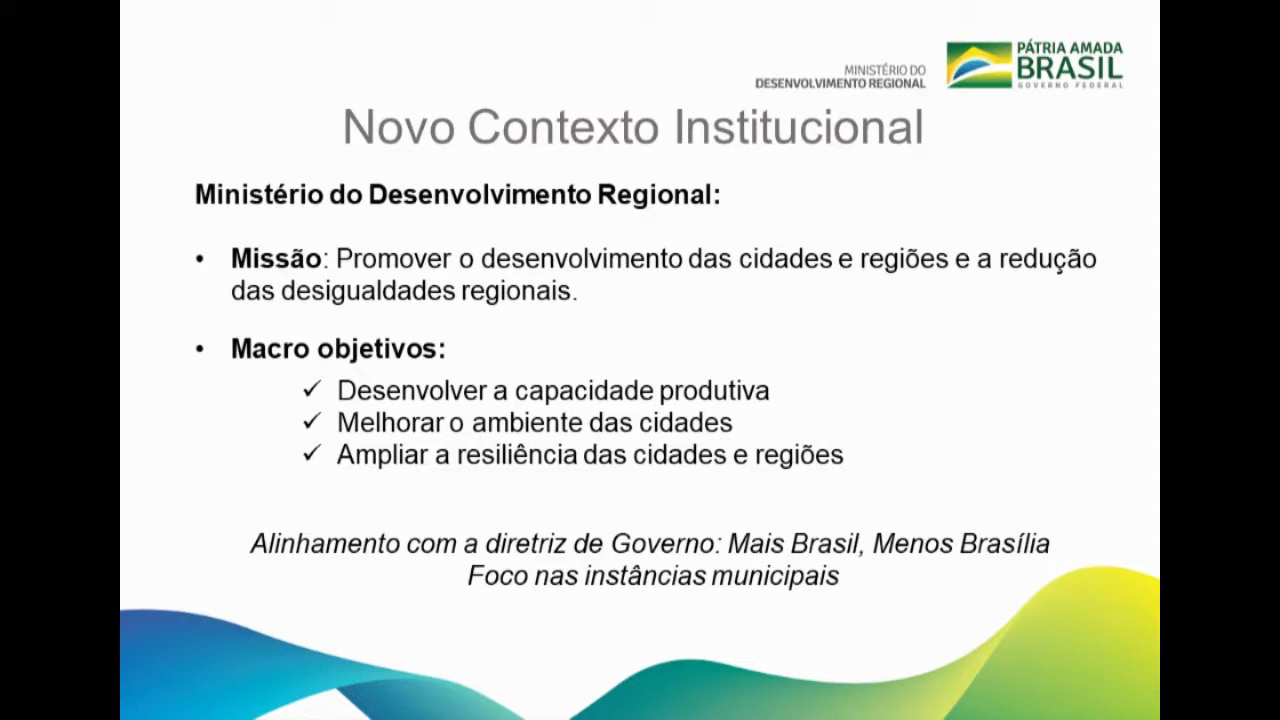 MINISTÉRIO DO
DESENVOLVIMENTO REGIONAL
PÁTRIA AMADA
BRASIL
GOVERNO FEDERAL
Novo Contexto Institucional
Ministério do Desenvolvimento Regional:
• Missão: Promover o desenvolvimento das cidades e regiões e a redução
das desigualdades regionais.
• Macro objetivos:
✓ Desenvolver a capacidade produtiva
✓ Melhorar o ambiente das cidades
✓ Ampliar a resiliência das cidades e regiões
Alinhamento com a diretriz de Governo: Mais Brasil, Menos Brasília
Foco nas instâncias municipais